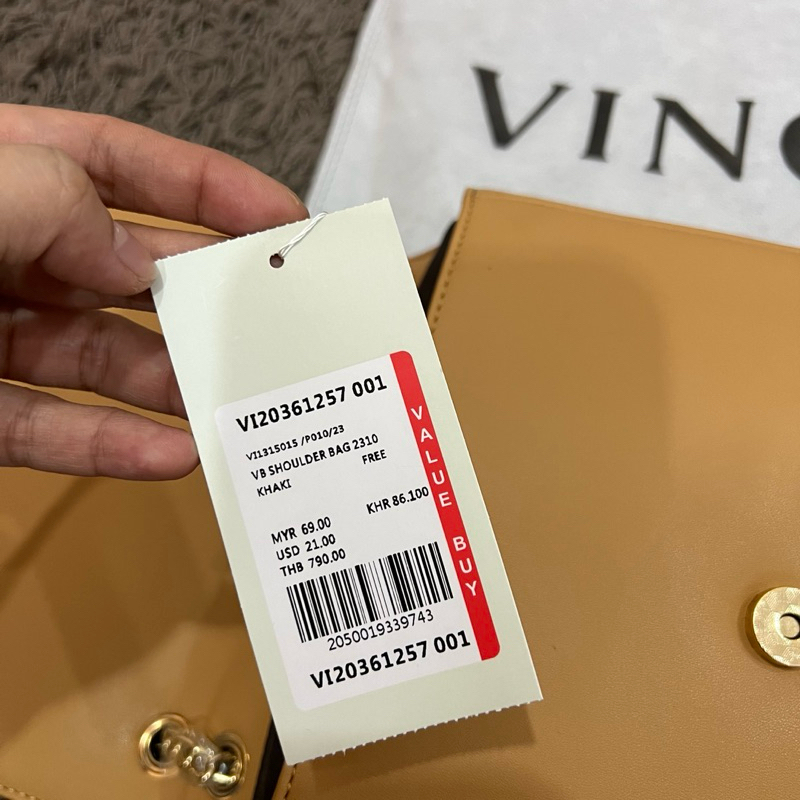 VINC
VI20361257 001
VI1315015 /P010/23
VB SHOULDER BAG 2310
KHAKI FREE
MYR 69.00 KHR 86.100
USD 21.00
THB 790.00
2050019339743
VI20361257 001
VALUE BUY